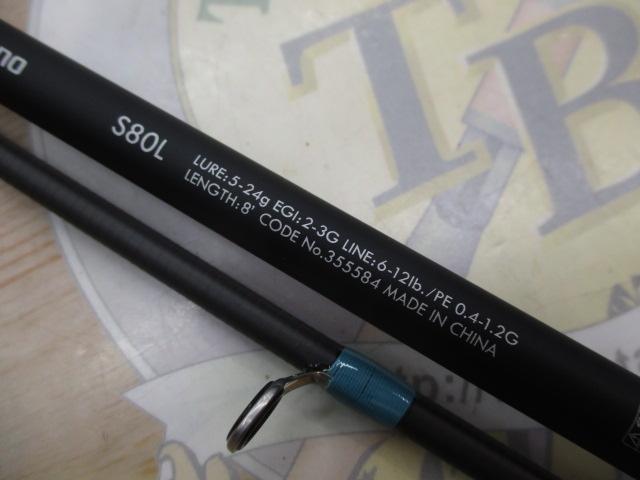 S80L
LURE:5-24g EGI:2-3G LINE:6-12lb./PE 0.4-1.2G
LENGTH:8' CODE No.355584 MADE IN CHINA
TB